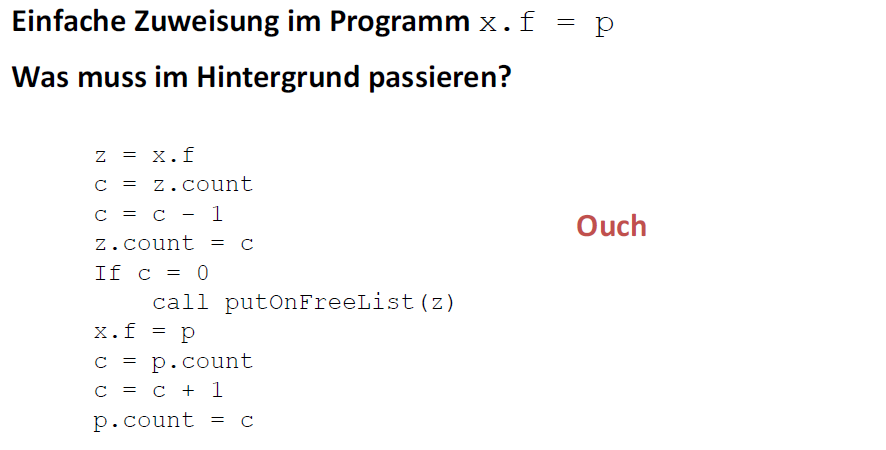 Einfache Zuweisung im Programm x.f = p
Was muss im Hintergrund passieren?
z = x.f
c = z.count
c = c - 1
z.count = c
If c = 0
call putOnFreeList(z)
x.f = p
c = p.count
c = c + 1
p.count = c
Ouch